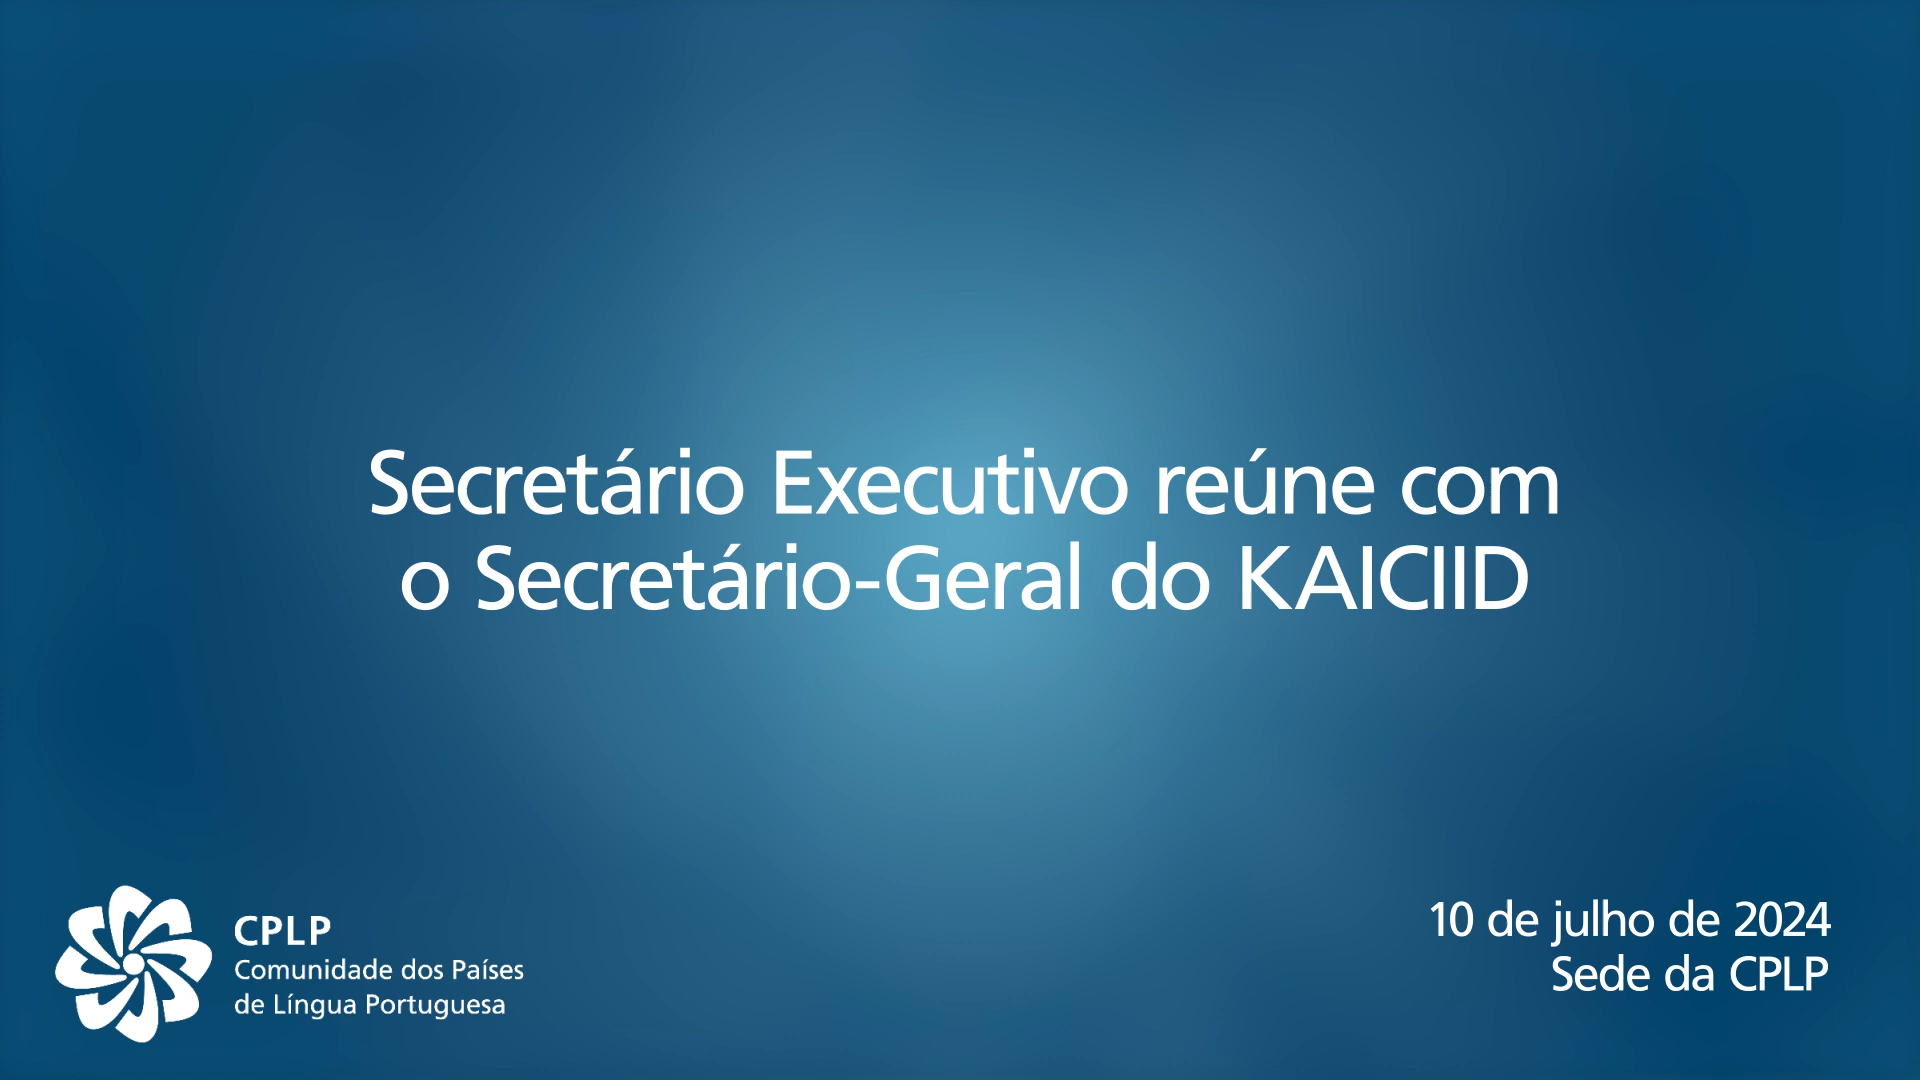 Secretário Executivo reúne com
o Secretário-Geral do KAICIID
CPLP
Comunidade dos Países
de Língua Portuguesa
10 de julho de 2024
Sede da CPLP